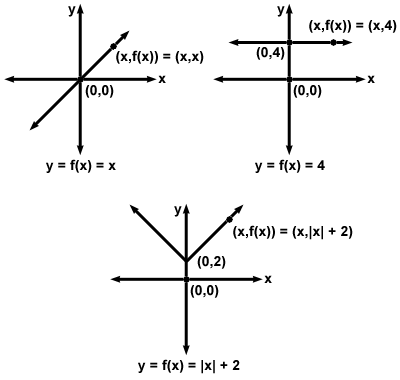 y
(x,f(x)) = (x,x)
x
(0,0)
y = f(x) = x
y
(x,f(x)) = (x,4)
(0,4)
x
(0,0)
y = f(x) = 4
y
(x,f(x)) = (x,|x| + 2)
(0,2)
x
(0,0)
y = f(x) = |x| + 2